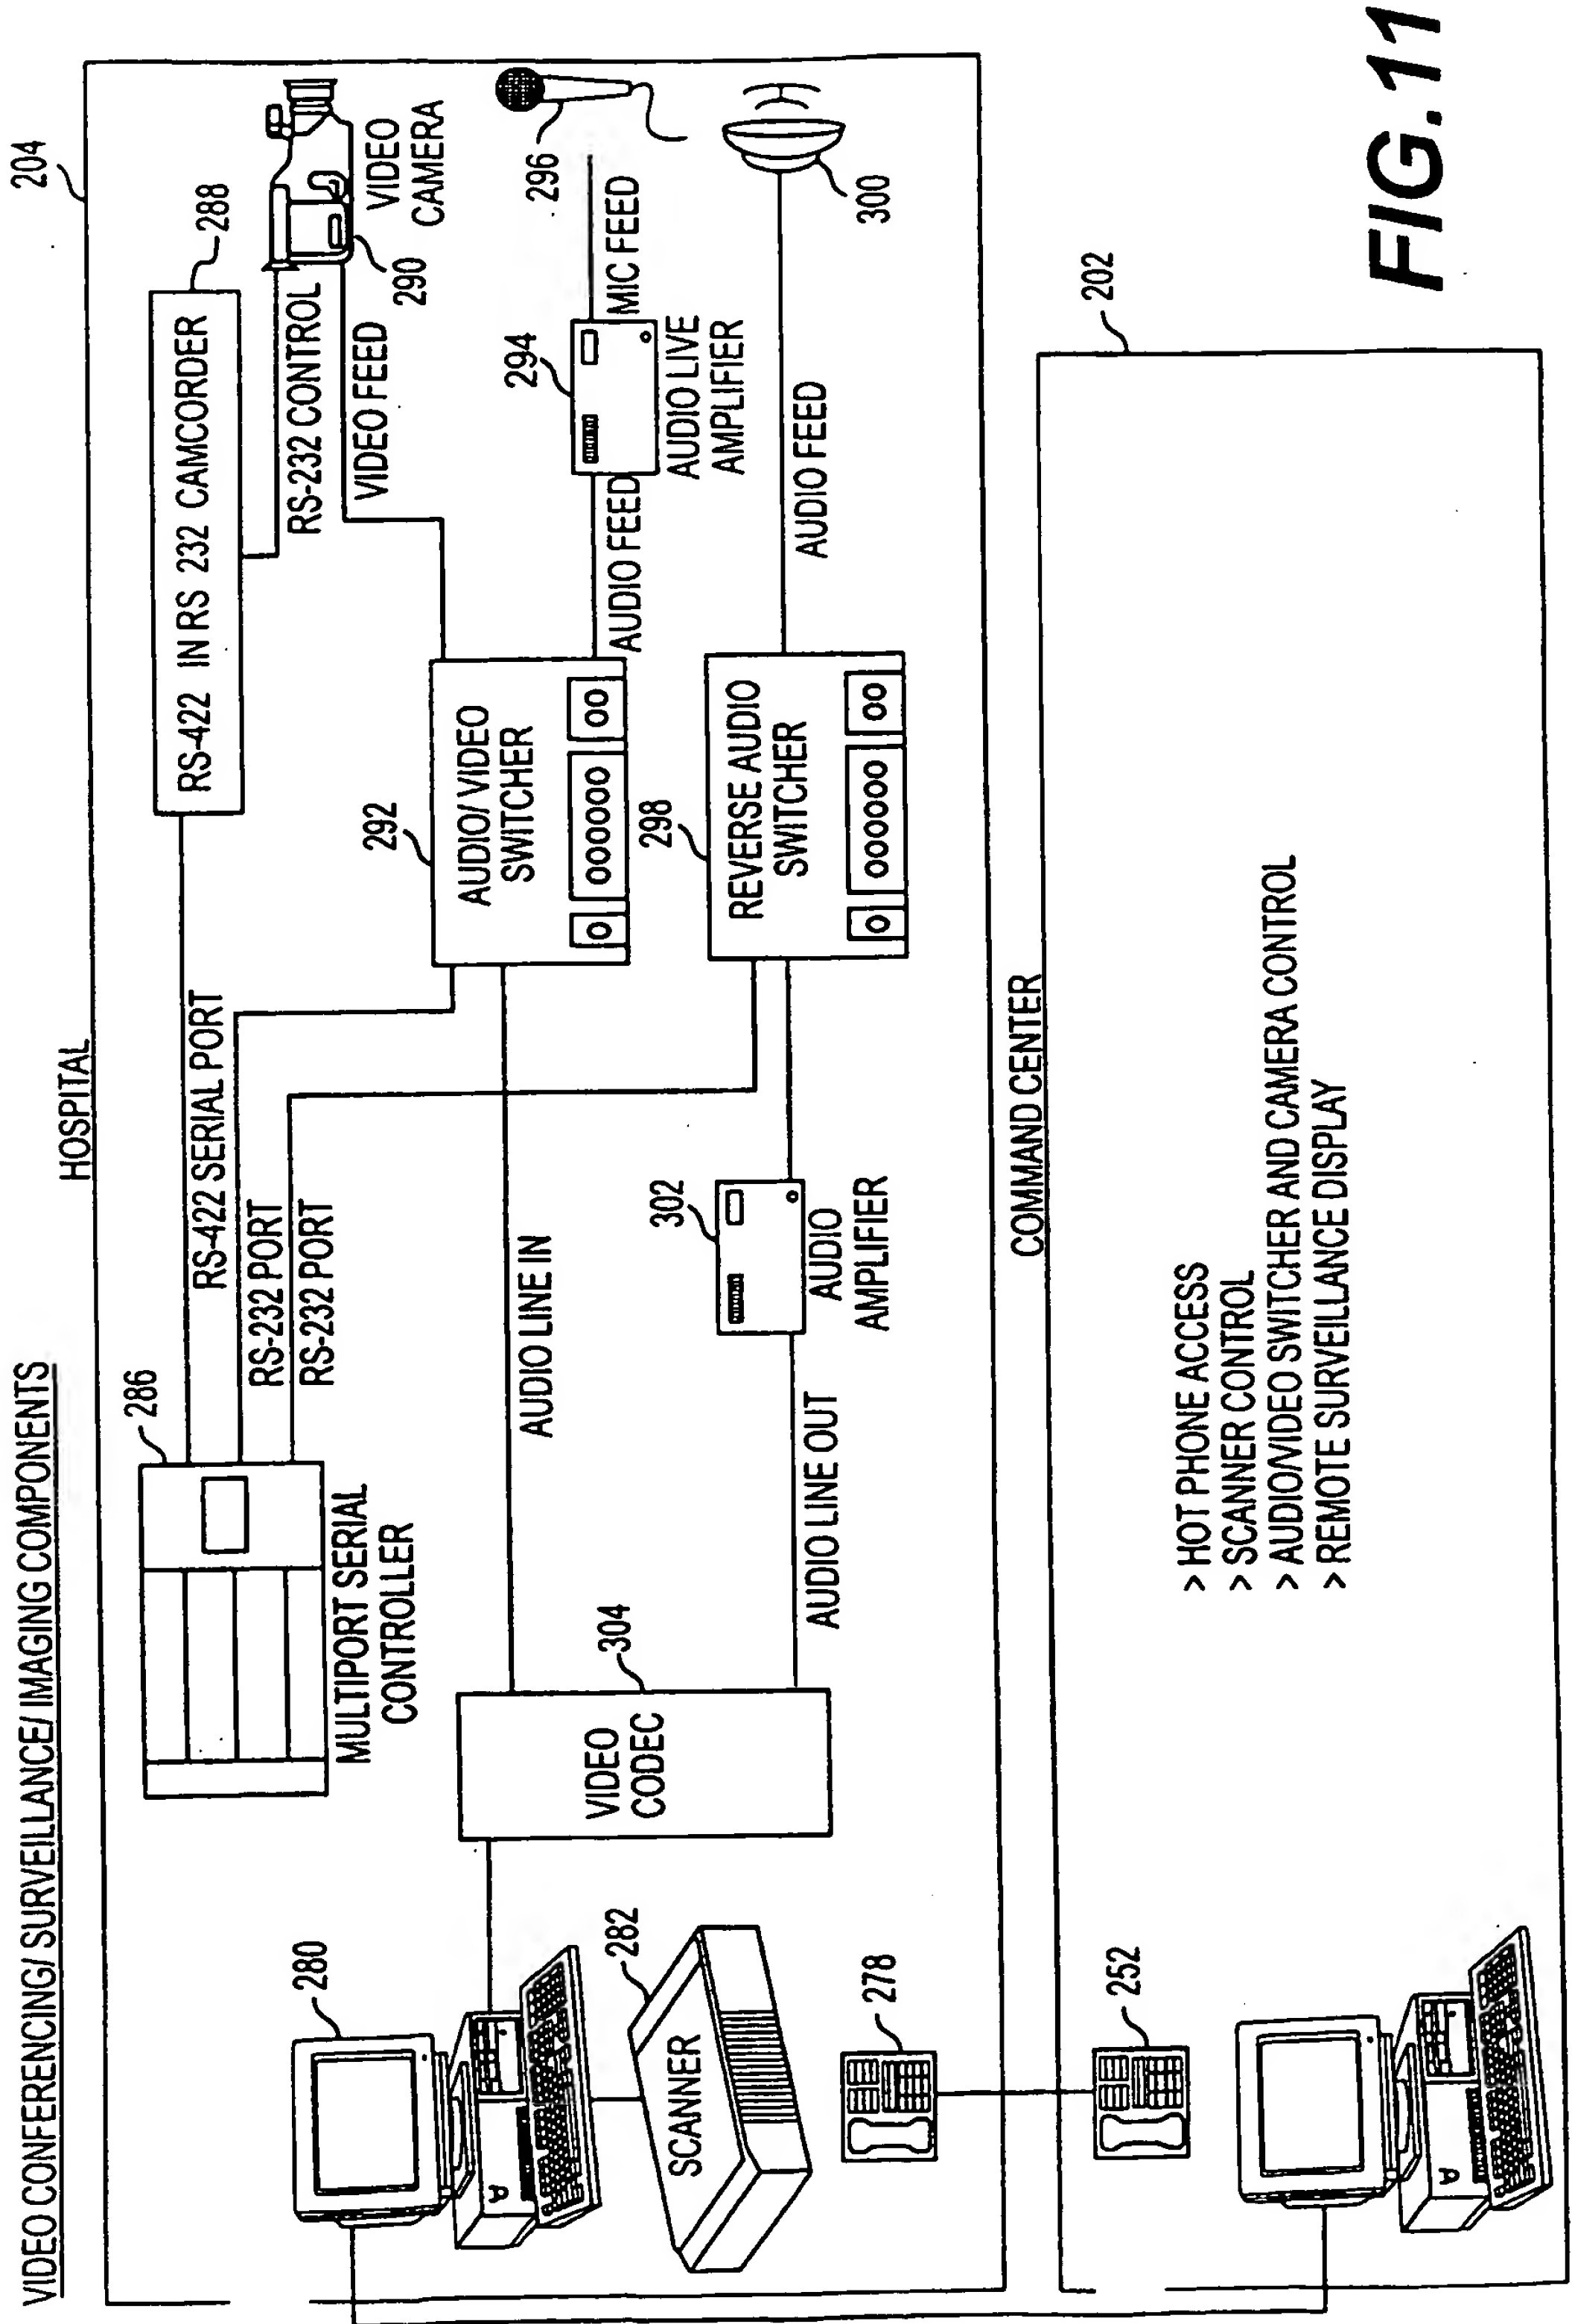 VIDEO CONFERENCING/ SURVEILLANCE/ IMAGING COMPONENTS
HOSPITAL
204
286
RS-422 SERIAL PORT
RS-422 IN RS 232 CAMCORDER
288
RS-232 PORT
RS-232 PORT
RS-232 CONTROL
VIDEO FEED
290
VIDEO
CAMERA
MULTIPORT SERIAL
CONTROLLER
280
292
AUDIO/ VIDEO
SWITCHER
O
OOOOOO
OO
AUDIO LINE IN
AUDIO FEED
294
AUDIO LIVE
AMPLIFIER
MIC FEED
296
A
304
VIDEO
CODEC
282
SCANNER
302
AUDIO
AMPLIFIER
AUDIO LINE OUT
298
REVERSE AUDIO
SWITCHER
O
OOOOOO
OO
AUDIO FEED
300
278
COMMAND CENTER
202
252
A
> HOT PHONE ACCESS
> SCANNER CONTROL
> AUDIO/VIDEO SWITCHER AND CAMERA CONTROL
> REMOTE SURVEILLANCE DISPLAY
FIG.11